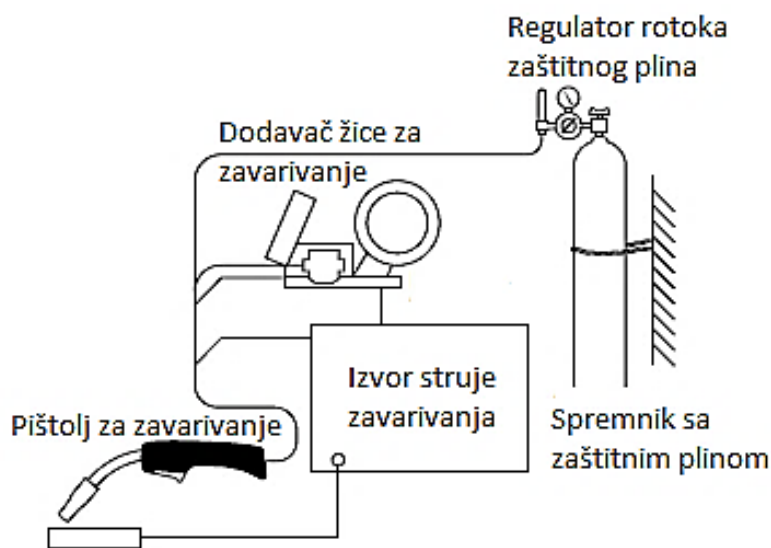 Regulator rotoka
zaštitnog plina
Dodavač žice za
zavarivanje
Izvor struje
zavarivanja
Pištolj za zavarivanje
Spremnik sa
zaštitnim plinom